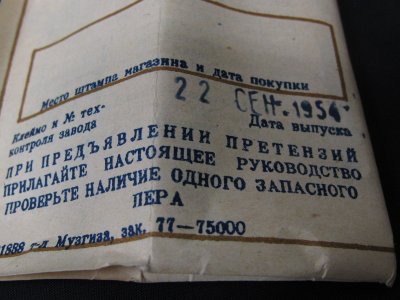 Место штампа магазина и дата покупки
22 СЕН. 1954
Клеймо и № тех-
контроля завода
Дата выпуска
ПРИ ПРЕДЪЯВЛЕНИИ ПРЕТЕНЗИЙ
ПРИЛАГАЙТЕ НАСТОЯЩЕЕ РУКОВОДСТВО
ПРОВЕРЬТЕ НАЛИЧИЕ ОДНОГО ЗАПАСНОГО
ПЕРА
1888 т-л Музгиза, зак. 77—75000